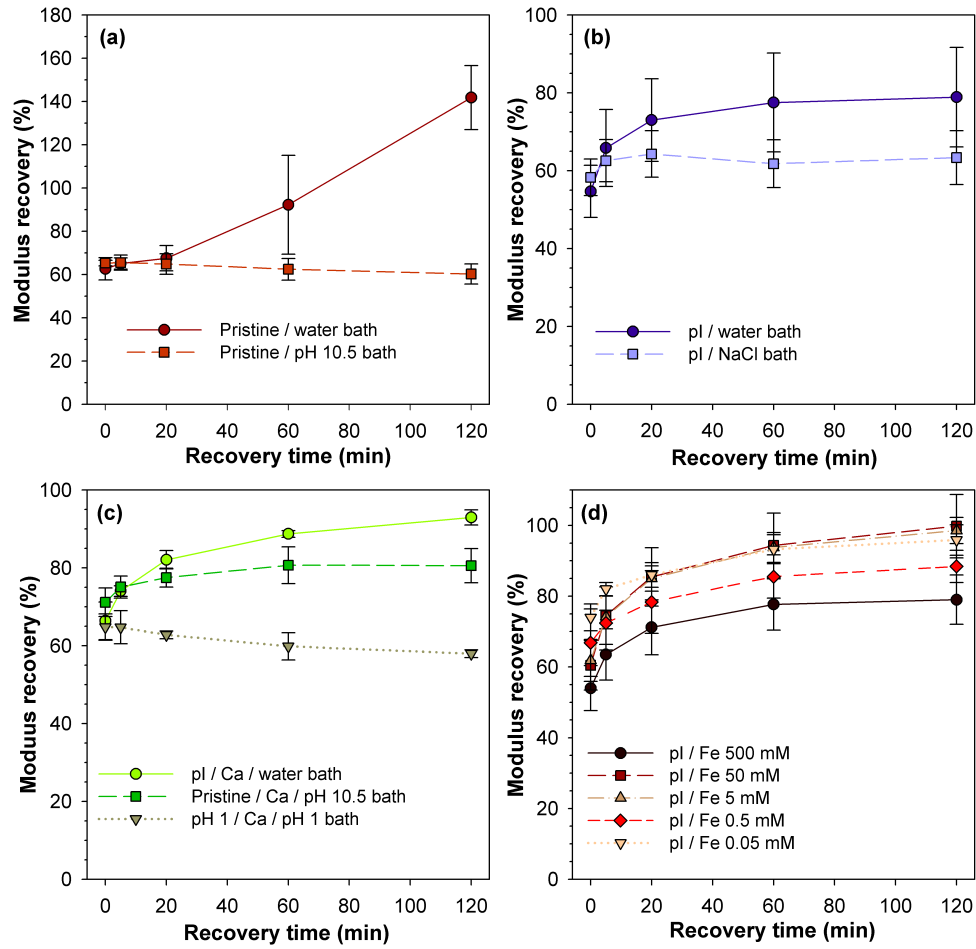 (a)
Modulus recovery (%)
180
160
140
120
100
80
60
40
20
0
Pristine / water bath
Pristine / pH 10.5 bath
0 20 40 60 80 100 120
Recovery time (min)
(b)
Modulus recovery (%)
100
80
60
40
20
0
pI / water bath
pI / NaCl bath
0 20 40 60 80 100 120
Recovery time (min)
(c)
Moduus recovery (%)
100
80
60
40
20
0
pI / Ca / water bath
Pristine / Ca / pH 10.5 bath
pH 1 / Ca / pH 1 bath
0 20 40 60 80 100 120
Recovery time (min)
(d)
Modulus recovery (%)
100
80
60
40
20
0
pI / Fe 500 mM
pI / Fe 50 mM
pI / Fe 5 mM
pI / Fe 0.5 mM
pI / Fe 0.05 mM
0 20 40 60 80 100 120
Recovery time (min)